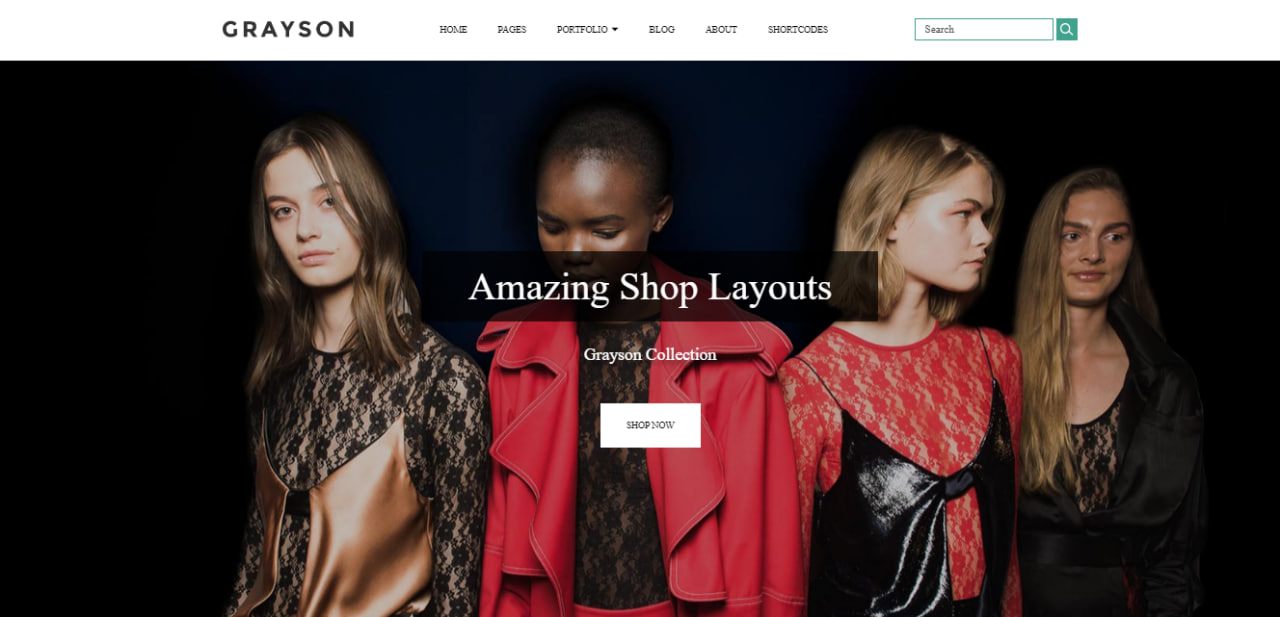 GRAYSON
HOME PAGES PORTFOLIO BLOG ABOUT SHORTCODES
Search
Amazing Shop Layouts
Grayson Collection
SHOP NOW